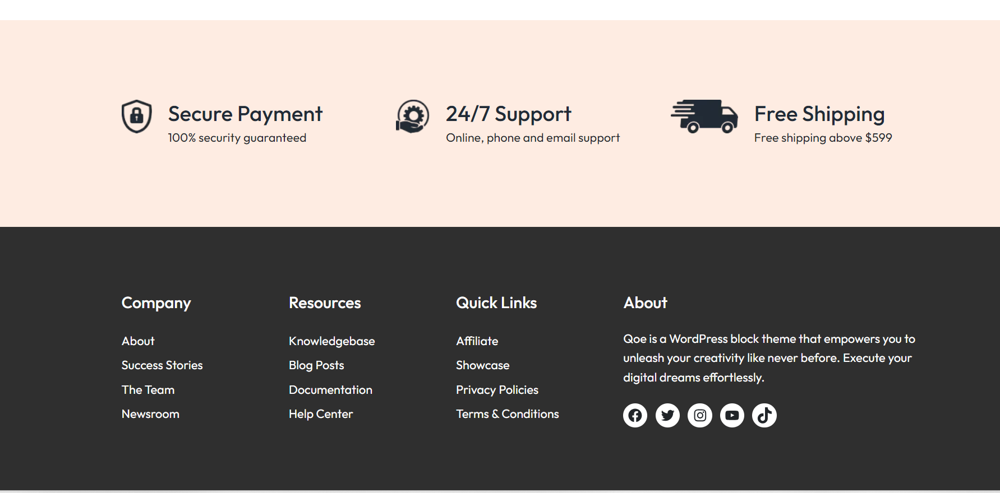 Secure Payment
100% security guaranteed
24/7 Support
Online, phone and email support
Free Shipping
Free shipping above $599
Company
About
Success Stories
The Team
Newsroom
Resources
Knowledgebase
Blog Posts
Documentation
Help Center
Quick Links
Affiliate
Showcase
Privacy Policies
Terms & Conditions
About
Qoe is a WordPress block theme that empowers you to
unleash your creativity like never before. Execute your
digital dreams effortlessly.